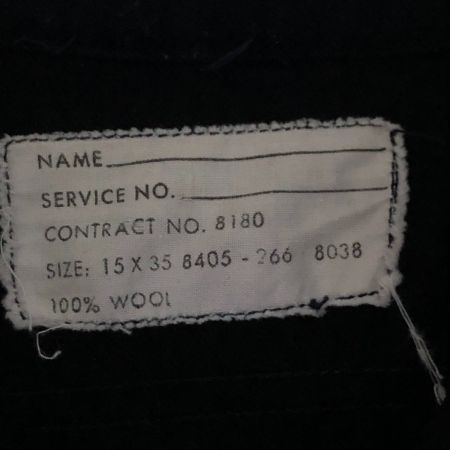 NAME
SERVICE NO.
CONTRACT NO. 8180
SIZE: 15 X 35 8405 - 266 8038
100% WOOL